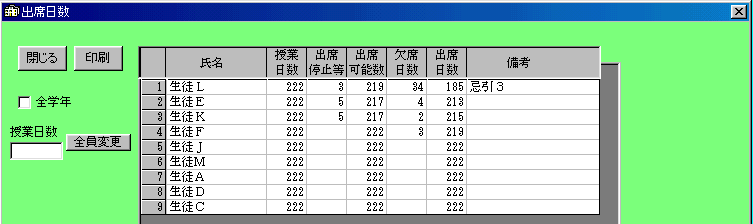 出席日数
閉じる 印刷
全学年
授業日数
全員変更
氏名 授業日数 出席停止等 出席可能数 欠席日数 出席日数 備考
1 生徒L 222 3 219 34 185 忌引3
2 生徒E 222 5 217 4 213
3 生徒K 222 5 217 2 215
4 生徒F 222 222 3 219
5 生徒J 222 222 222
6 生徒M 222 222 222
7 生徒A 222 222 222
8 生徒D 222 222 222
9 生徒C 222 222 222